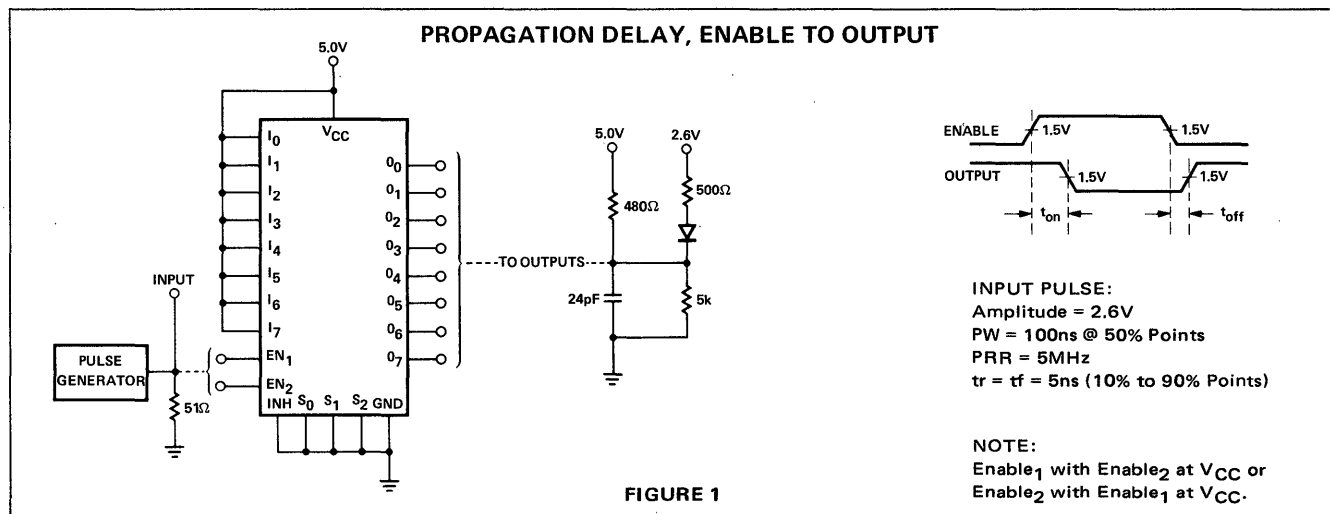 PROPAGATION DELAY, ENABLE TO OUTPUT
5.0V
VCC
I0
I1
I2
I3
I4
I5
I6
I7
EN1
EN2
INH S0 S1 S2 GND
00
01
02
03
04
05
06
07
INPUT
PULSE
GENERATOR
51Ω
TO OUTPUTS
5.0V
2.6V
480Ω
500Ω
24pF
5k
ENABLE
1.5V
1.5V
OUTPUT
1.5V
1.5V
ton
toff
INPUT PULSE:
Amplitude = 2.6V
PW = 100ns @ 50% Points
PRR = 5MHz
tr = tf = 5ns (10% to 90% Points)
NOTE:
Enable1 with Enable2 at VCC or
Enable2 with Enable1 at VCC.
FIGURE 1